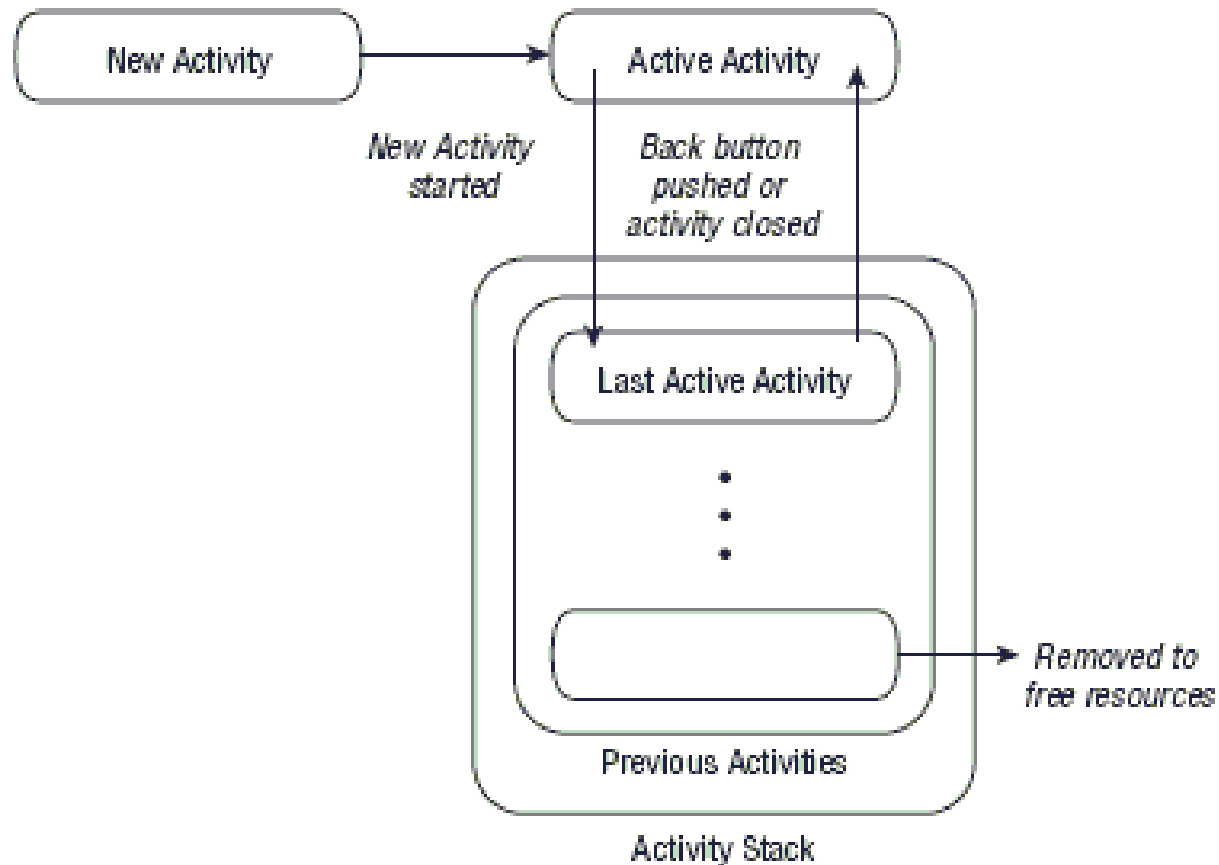 New Activity
Active Activity
New Activity
started
Back button
pushed or
activity closed
Last Active Activity
Removed to
free resources
Previous Activities
Activity Stack